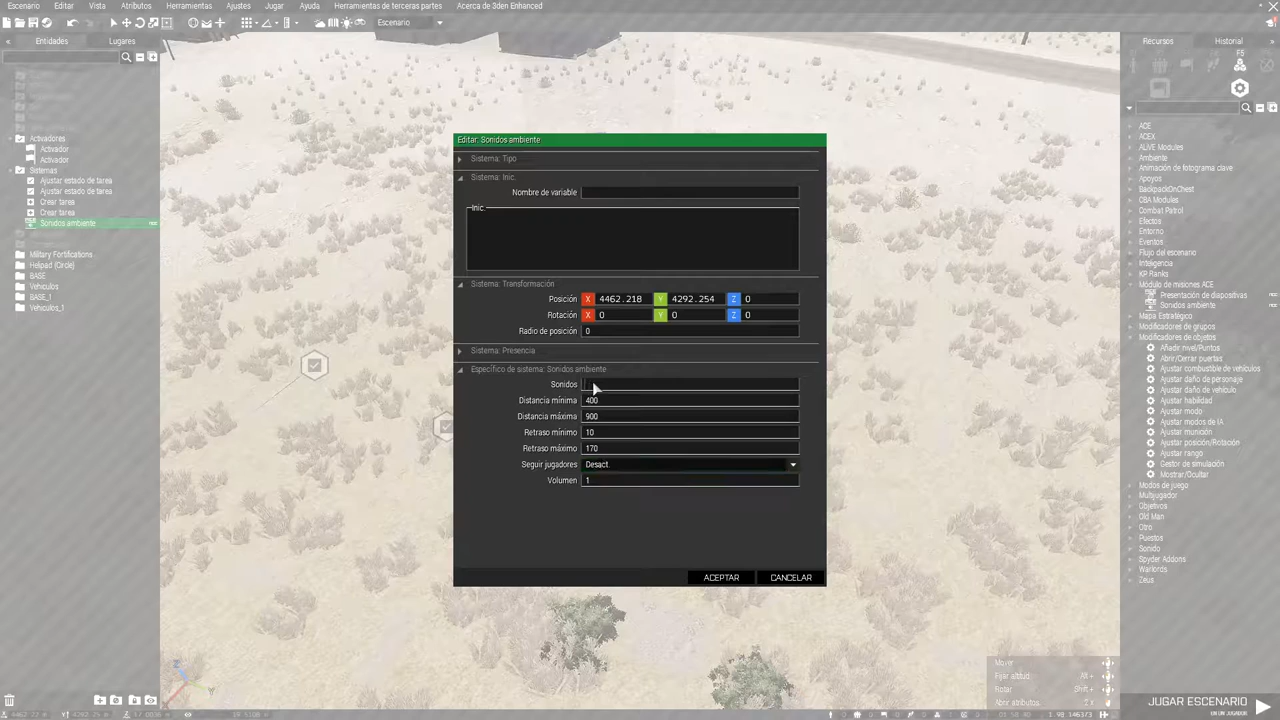 Escenario Editar Vista Atributos Herramientas Ajustes Jugar Ayuda Herramientas de terceras partes Acerca de 3den Enhanced
Escenario
Entidades Lugares
Activadores
Activador
Activador
Sistemas
Ajustar estado de tarea
Ajustar estado de tarea
Crear tarea
Crear tarea
Sonidos ambiente
Military Fortifications
Helipad (Circle)
BASE
Vehiculos
BASE_1
Vehiculos_1
Editar: Sonidos ambiente
Sistema: Tipo
Sistema: Inic.
Nombre de variable
Inic.
Sistema: Transformación
Posición X 4462.218 Y 4292.254 Z 0
Rotación X 0 Y 0 Z 0
Radio de posición 0
Sistema: Presencia
Específico de sistema: Sonidos ambiente
Sonidos
Distancia mínima 400
Distancia máxima 900
Retraso mínimo 10
Retraso máximo 170
Seguir jugadores Desact.
Volumen 1
ACEPTAR CANCELAR
Recursos Historial
F6
ACE
ACEX
ALiVE Modules
Ambiente
Animación de fotograma clave
Apoyos
BackpackOnChest
CBA Modules
Combat Patrol
Efectos
Entorno
Eventos
Flujo del escenario
Inteligencia
KP Ranks
Módulo de misiones ACE
Presentación de diapositivas
Sonidos ambiente
Mapa Estratégico
Modificadores de grupos
Modificadores de objetos
Añadir nivel/Puntos
Abrir/Cerrar puertas
Ajustar combustible de vehículos
Ajustar daño de personaje
Ajustar daño de vehículo
Ajustar habilidad
Ajustar modo
Ajustar modos de IA
Ajustar munición
Ajustar posición/Rotación
Ajustar rango
Gestor de simulación
Mostrar/Ocultar
Modos de juego
Multijugador
Objetivos
Old Man
Otro
Puestos
Sonido
Spyder Addons
Warlords
Zeus
Mover
Fijar altitud Alt +
Rotar Shift +
Abrir atributos 2 x
JUGAR ESCENARIO
EN UN JUGADOR